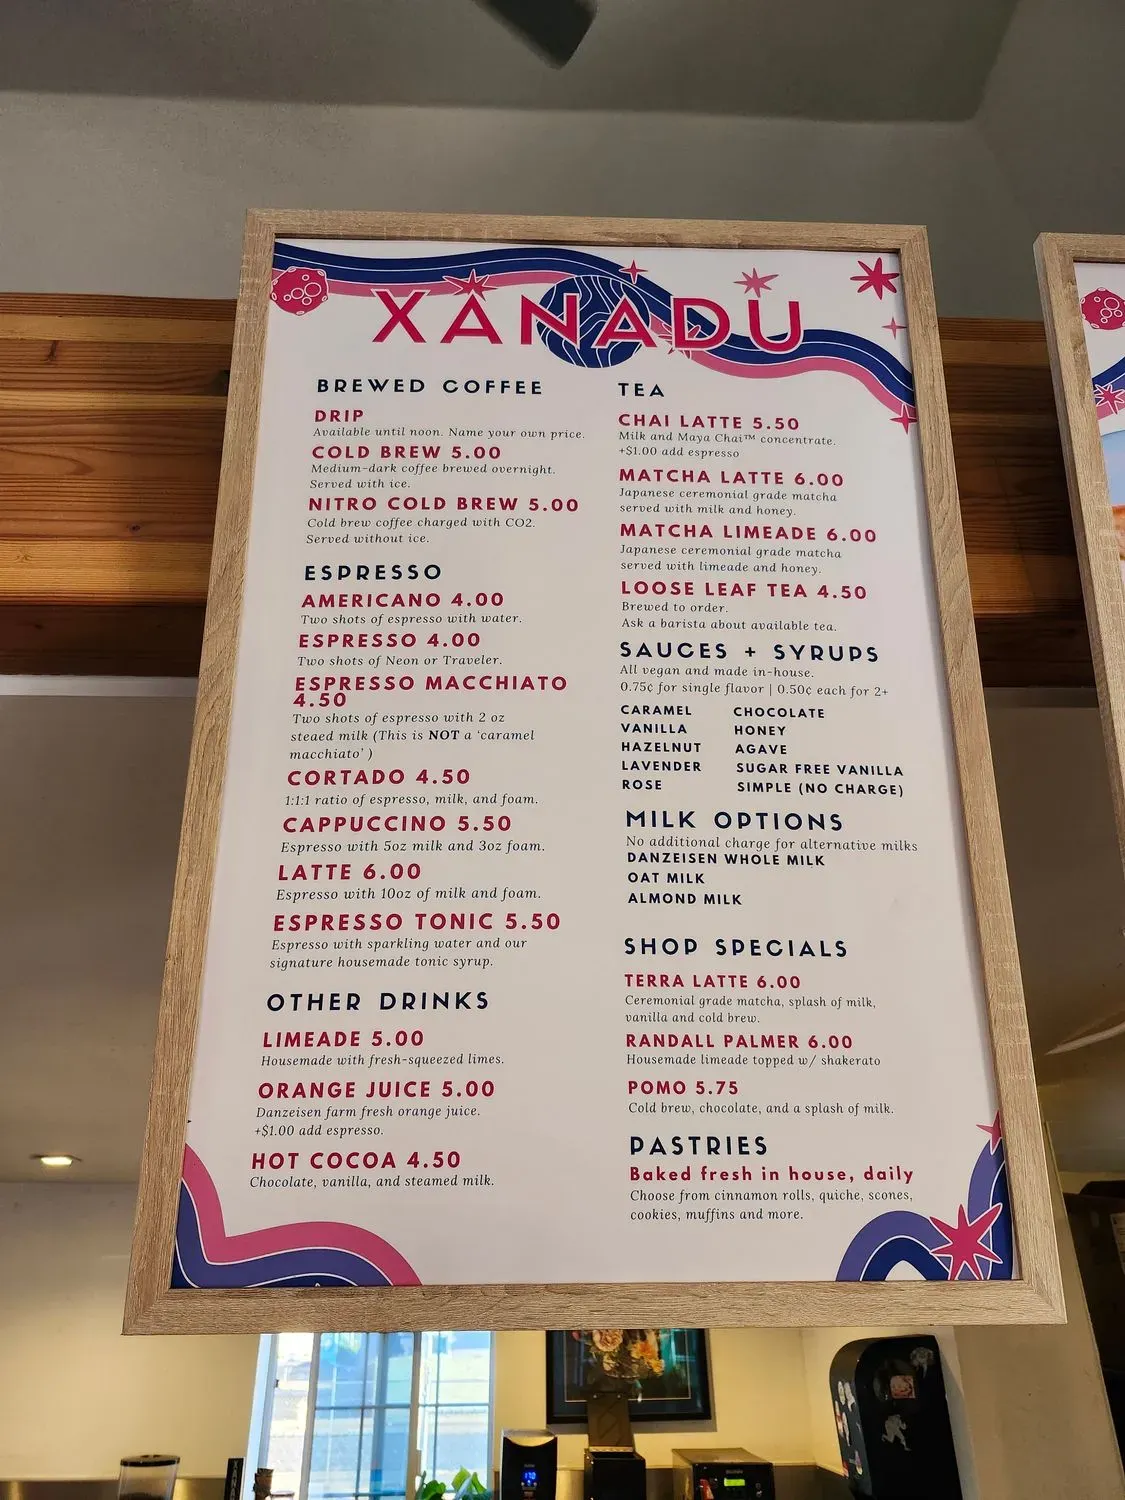 XANADU
BREWED COFFEE
DRIP
Available until noon. Name your own price.
COLD BREW 5.00
Medium-dark coffee brewed overnight.
Served with ice.
NITRO COLD BREW 5.00
Cold brew coffee charged with CO2.
Served without ice.
ESPRESSO
AMERICANO 4.00
Two shots of espresso with water.
ESPRESSO 4.00
Two shots of Neon or Traveler.
ESPRESSO MACCHIATO
4.50
Two shots of espresso with 2 oz
steaed milk (This is NOT a ‘caramel
macchiato’ )
CORTADO 4.50
1:1:1 ratio of espresso, milk, and foam.
CAPPUCCINO 5.50
Espresso with 5oz milk and 3oz foam.
LATTE 6.00
Espresso with 10oz of milk and foam.
ESPRESSO TONIC 5.50
Espresso with sparkling water and our
signature housemade tonic syrup.
OTHER DRINKS
LIMEADE 5.00
Housemade with fresh-squeezed limes.
ORANGE JUICE 5.00
Danzeisen farm fresh orange juice.
+$1.00 add espresso.
HOT COCOA 4.50
Chocolate, vanilla, and steamed milk.
TEA
CHAI LATTE 5.50
Milk and Maya Chai™ concentrate.
+$1.00 add espresso
MATCHA LATTE 6.00
Japanese ceremonial grade matcha
served with milk and honey.
MATCHA LIMEADE 6.00
Japanese ceremonial grade matcha
served with limeade and honey.
LOOSE LEAF TEA 4.50
Brewed to order.
Ask a barista about available tea.
SAUCES + SYRUPS
All vegan and made in-house.
0.75¢ for single flavor | 0.50¢ each for 2+
CARAMEL CHOCOLATE
VANILLA HONEY
HAZELNUT AGAVE
LAVENDER SUGAR FREE VANILLA
ROSE SIMPLE (NO CHARGE)
MILK OPTIONS
No additional charge for alternative milks
DANZEISEN WHOLE MILK
OAT MILK
ALMOND MILK
SHOP SPECIALS
TERRA LATTE 6.00
Ceremonial grade matcha, splash of milk,
vanilla and cold brew.
RANDALL PALMER 6.00
Housemade limeade topped w/ shakerato
POMO 5.75
Cold brew, chocolate, and a splash of milk.
PASTRIES
Baked fresh in house, daily
Choose from cinnamon rolls, quiche, scones,
cookies, muffins and more.